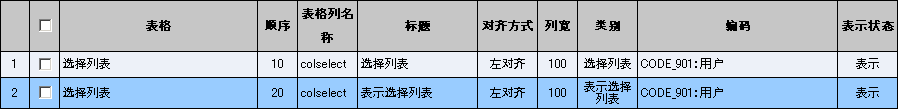 表格 顺序 表格列名称 标题 对齐方式 列宽 类别 编码 表示状态
1 选择列表 10 colselect 选择列表 左对齐 100 选择列表 CODE_901:用户 表示
2 选择列表 20 colselect 表示选择列表 左对齐 100 表示选择列表 CODE_901:用户 表示